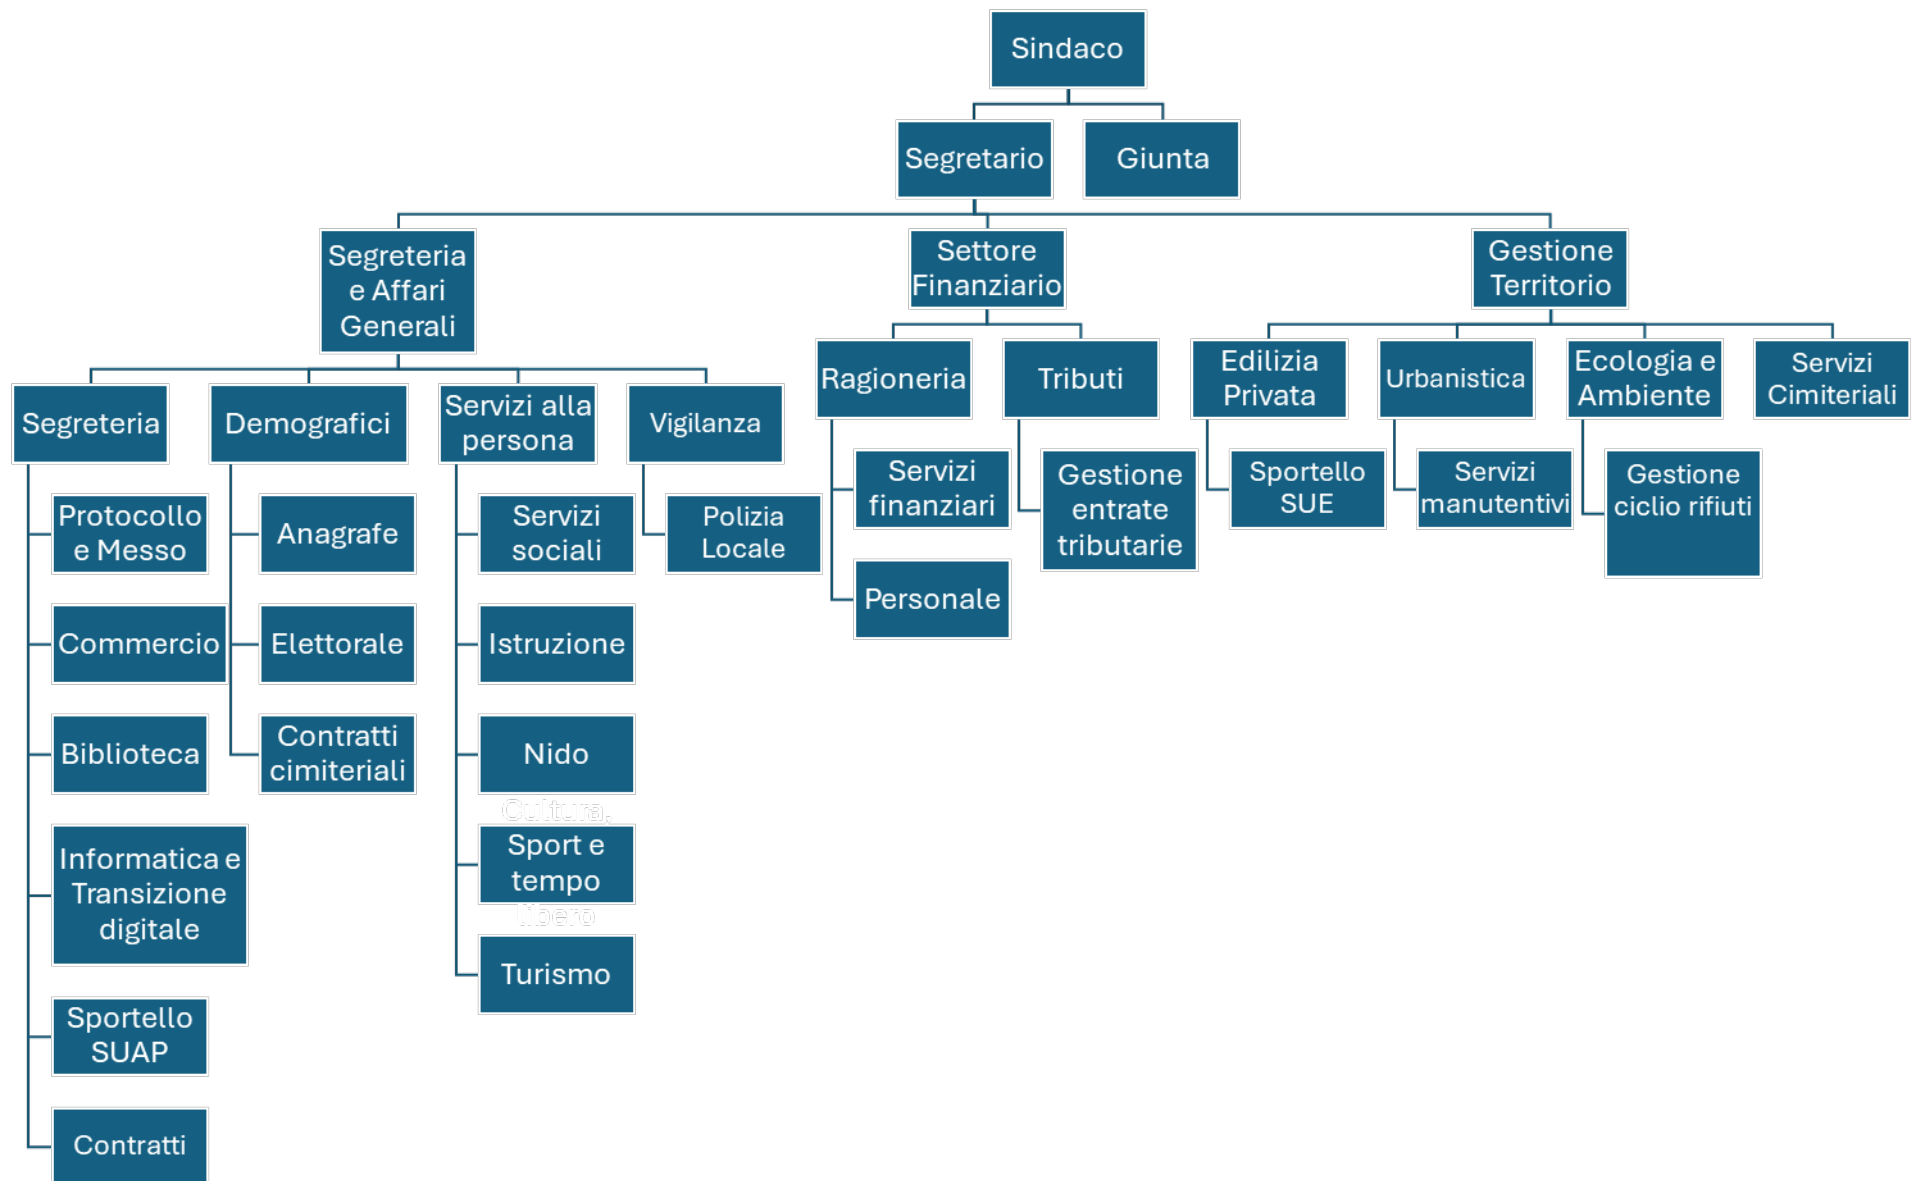 Sindaco
Segretario
Giunta
Segreteria
e Affari
Generali
Settore
Finanziario
Gestione
Territorio
Segreteria
Demografici
Servizi alla
persona
Vigilanza
Ragioneria
Tributi
Edilizia
Privata
Urbanistica
Ecologia e
Ambiente
Servizi
Cimiteriali
Protocollo
e Messo
Commercio
Biblioteca
Informatica e
Transizione
digitale
Sportello
SUAP
Contratti
Anagrafe
Elettorale
Contratti
cimiteriali
Servizi
sociali
Istruzione
Nido
Cultura,
Sport e
tempo
libero
Turismo
Polizia
Locale
Servizi
finanziari
Personale
Gestione
entrate
tributarie
Sportello
SUE
Servizi
manutentivi
Gestione
ciclo rifiuti